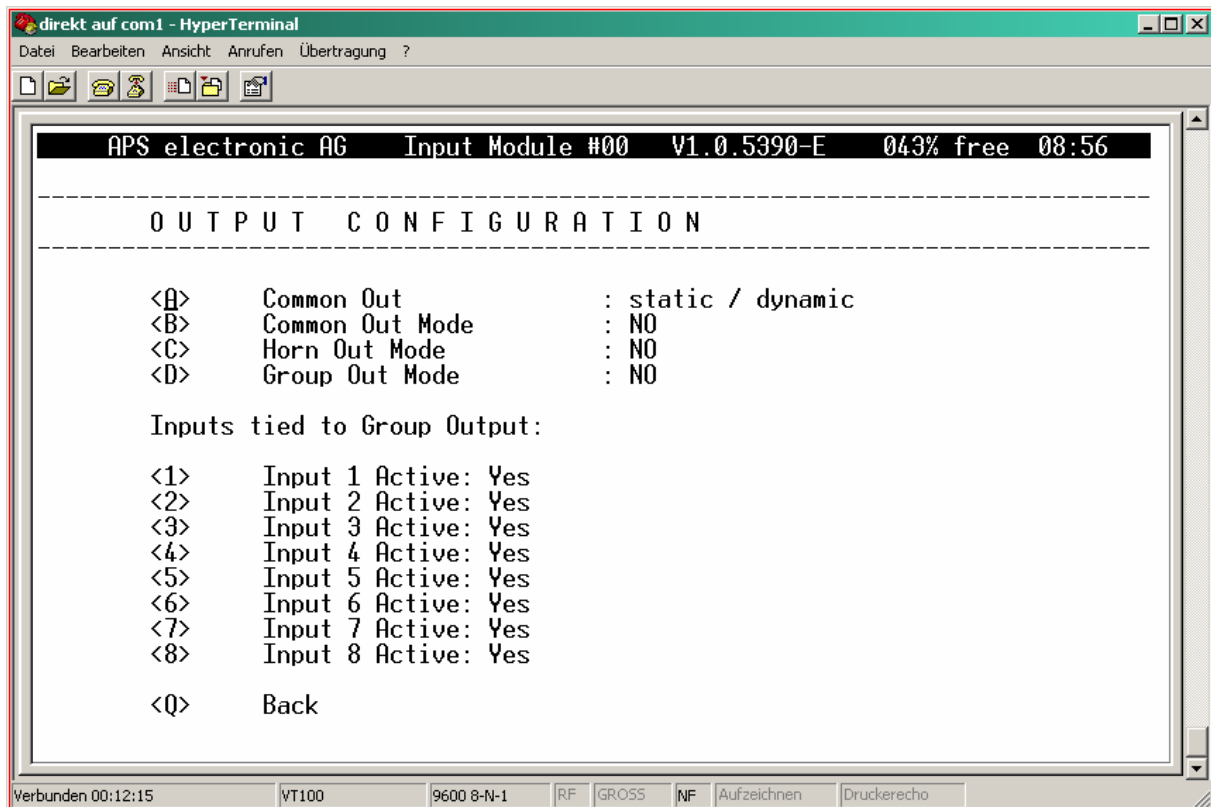 direkt auf com1 - HyperTerminal
Datei Bearbeiten Ansicht Anrufen Übertragung ?
APS electronic AG Input Module #00 V1.0.5390-E 043% free 08:56
O U T P U T C O N F I G U R A T I O N
<A> Common Out : static / dynamic
<B> Common Out Mode : NO
<C> Horn Out Mode : NO
<D> Group Out Mode : NO
Inputs tied to Group Output:
<1> Input 1 Active: Yes
<2> Input 2 Active: Yes
<3> Input 3 Active: Yes
<4> Input 4 Active: Yes
<5> Input 5 Active: Yes
<6> Input 6 Active: Yes
<7> Input 7 Active: Yes
<8> Input 8 Active: Yes
<Q> Back
Verbunden 00:12:15 VT100 9600 8-N-1 RF GROSS NF Aufzeichnen Druckerecho